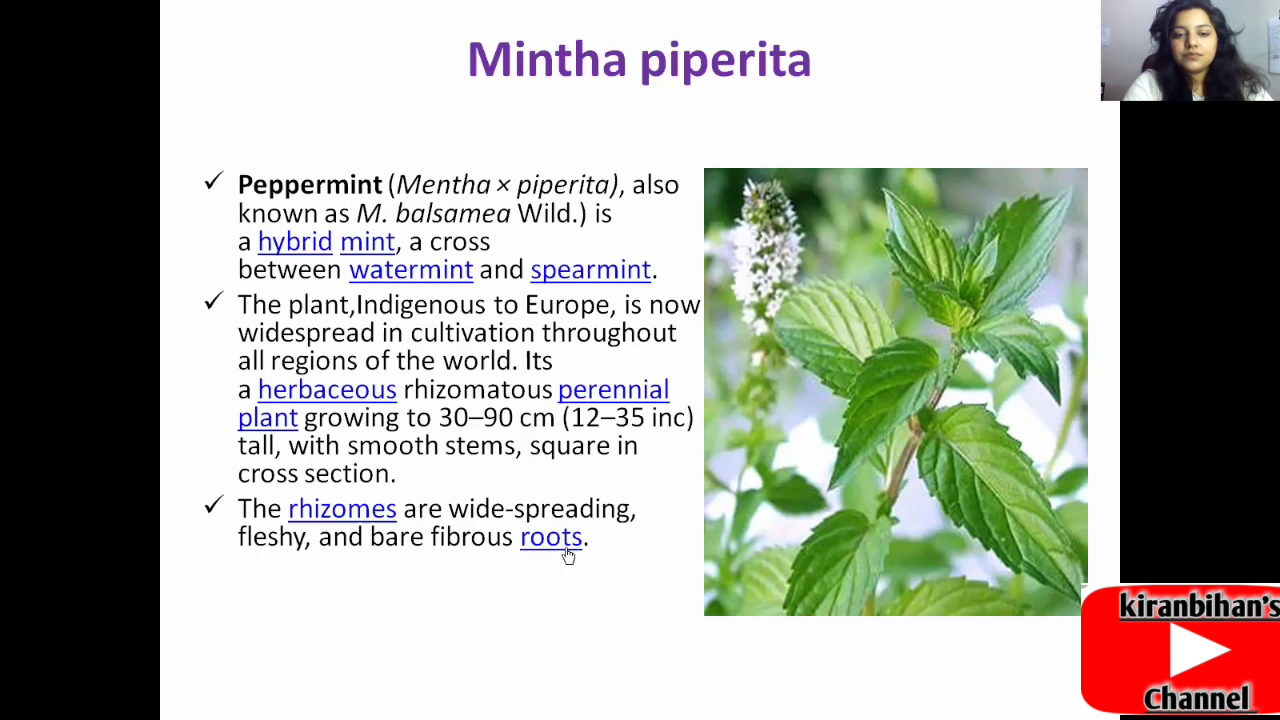 Mintha piperita
✓ Peppermint (Mentha × piperita), also
known as M. balsamea Wild.) is
a hybrid mint, a cross
between watermint and spearmint.
✓ The plant,Indigenous to Europe, is now
widespread in cultivation throughout
all regions of the world. Its
a herbaceous rhizomatous perennial
plant growing to 30–90 cm (12–35 inc)
tall, with smooth stems, square in
cross section.
✓ The rhizomes are wide-spreading,
fleshy, and bare fibrous roots.
kiranbihan's
Channel